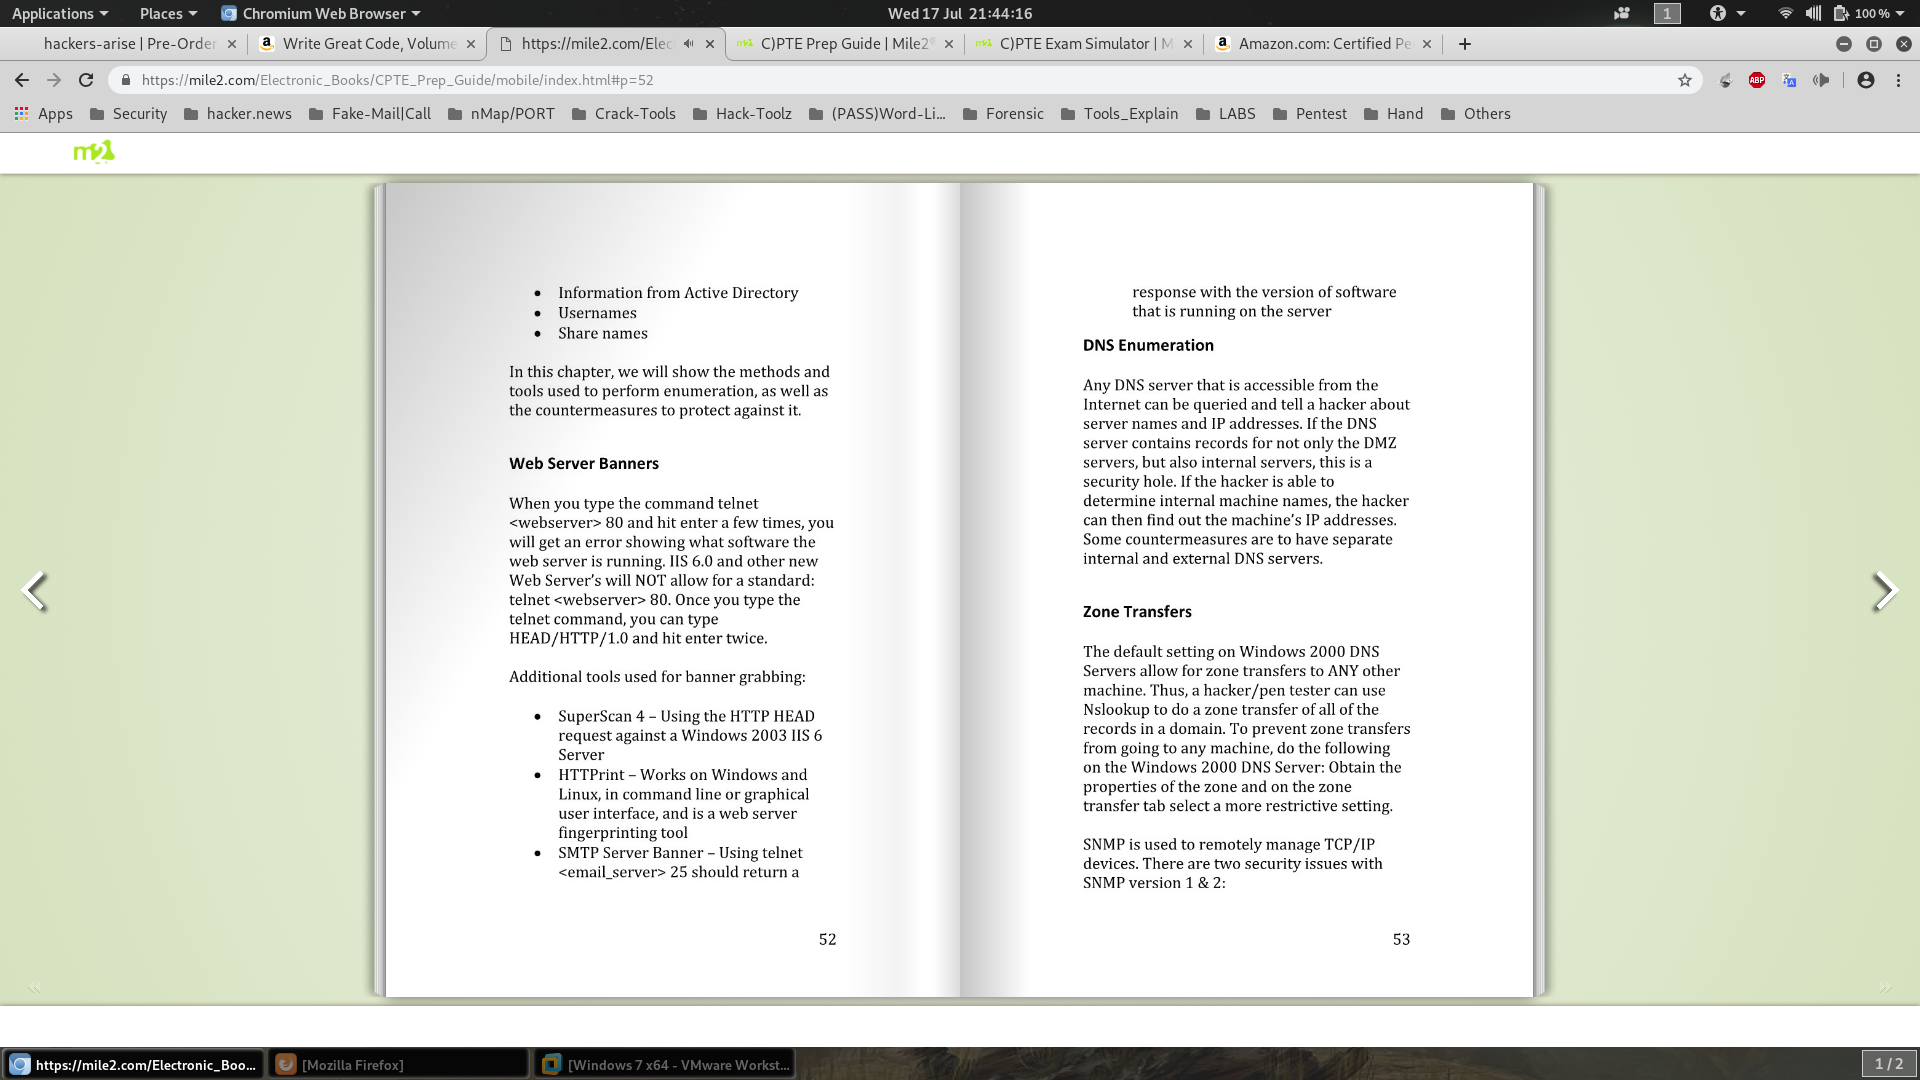 Applications
Places
Chromium Web Browser
Wed 17 Jul 21:44:16
1
100 %
hackers-arise | Pre-Order
Write Great Code, Volume
https://mile2.com/Elec
C)PTE Prep Guide | Mile2
C)PTE Exam Simulator | M
Amazon.com: Certified Pe
https://mile2.com/Electronic_Books/CPTE_Prep_Guide/mobile/index.html#p=52
ABP
Apps
Security
hacker.news
Fake-Mail|Call
nMap/PORT
Crack-Tools
Hack-Toolz
(PASS)Word-Li...
Forensic
Tools_Explain
LABS
Pentest
Hand
Others
m2
• Information from Active Directory
• Usernames
• Share names
In this chapter, we will show the methods and
tools used to perform enumeration, as well as
the countermeasures to protect against it.
Web Server Banners
When you type the command telnet
<webserver> 80 and hit enter a few times, you
will get an error showing what software the
web server is running. IIS 6.0 and other new
Web Server's will NOT allow for a standard:
telnet <webserver> 80. Once you type the
telnet command, you can type
HEAD/HTTP/1.0 and hit enter twice.
Additional tools used for banner grabbing:
• SuperScan 4 – Using the HTTP HEAD
request against a Windows 2003 IIS 6
Server
• HTTPrint – Works on Windows and
Linux, in command line or graphical
user interface, and is a web server
fingerprinting tool
• SMTP Server Banner – Using telnet
<email_server> 25 should return a
52
response with the version of software
that is running on the server
DNS Enumeration
Any DNS server that is accessible from the
Internet can be queried and tell a hacker about
server names and IP addresses. If the DNS
server contains records for not only the DMZ
servers, but also internal servers, this is a
security hole. If the hacker is able to
determine internal machine names, the hacker
can then find out the machine's IP addresses.
Some countermeasures are to have separate
internal and external DNS servers.
Zone Transfers
The default setting on Windows 2000 DNS
Servers allow for zone transfers to ANY other
machine. Thus, a hacker/pen tester can use
Nslookup to do a zone transfer of all of the
records in a domain. To prevent zone transfers
from going to any machine, do the following
on the Windows 2000 DNS Server: Obtain the
properties of the zone and on the zone
transfer tab select a more restrictive setting.
SNMP is used to remotely manage TCP/IP
devices. There are two security issues with
SNMP version 1 & 2:
53
https://mile2.com/Electronic_Boo...
[Mozilla Firefox]
[Windows 7 x64 - VMware Workst...
1 / 2